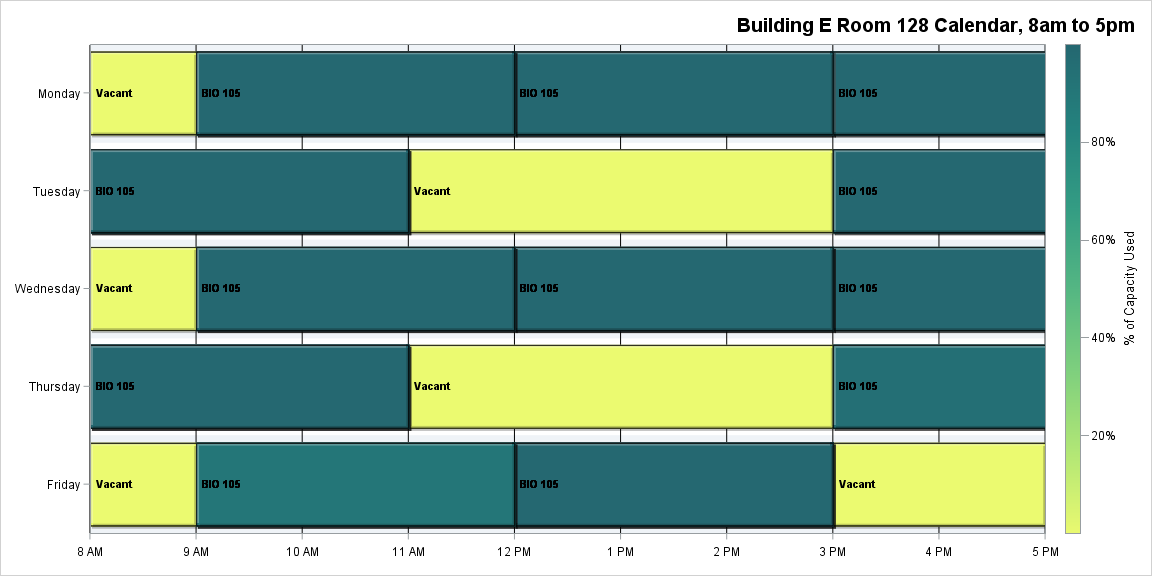 Building E Room 128 Calendar, 8am to 5pm
Monday
Vacant
BIO 105
BIO 105
BIO 105
Tuesday
BIO 105
Vacant
BIO 105
Wednesday
Vacant
BIO 105
BIO 105
BIO 105
Thursday
BIO 105
Vacant
BIO 105
Friday
Vacant
BIO 105
BIO 105
Vacant
8 AM
9 AM
10 AM
11 AM
12 PM
1 PM
2 PM
3 PM
4 PM
5 PM
80%
60%
40%
20%
% of Capacity Used